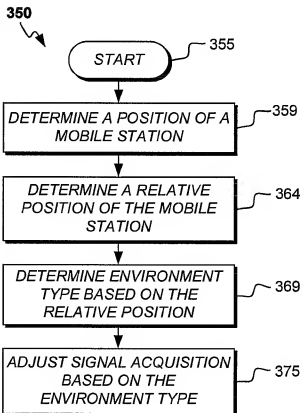 350
START
355
DETERMINE A POSITION OF A
MOBILE STATION
359
DETERMINE A RELATIVE
POSITION OF THE MOBILE
STATION
364
DETERMINE ENVIRONMENT
TYPE BASED ON THE
RELATIVE POSITION
369
ADJUST SIGNAL ACQUISITION
BASED ON THE
ENVIRONMENT TYPE
375